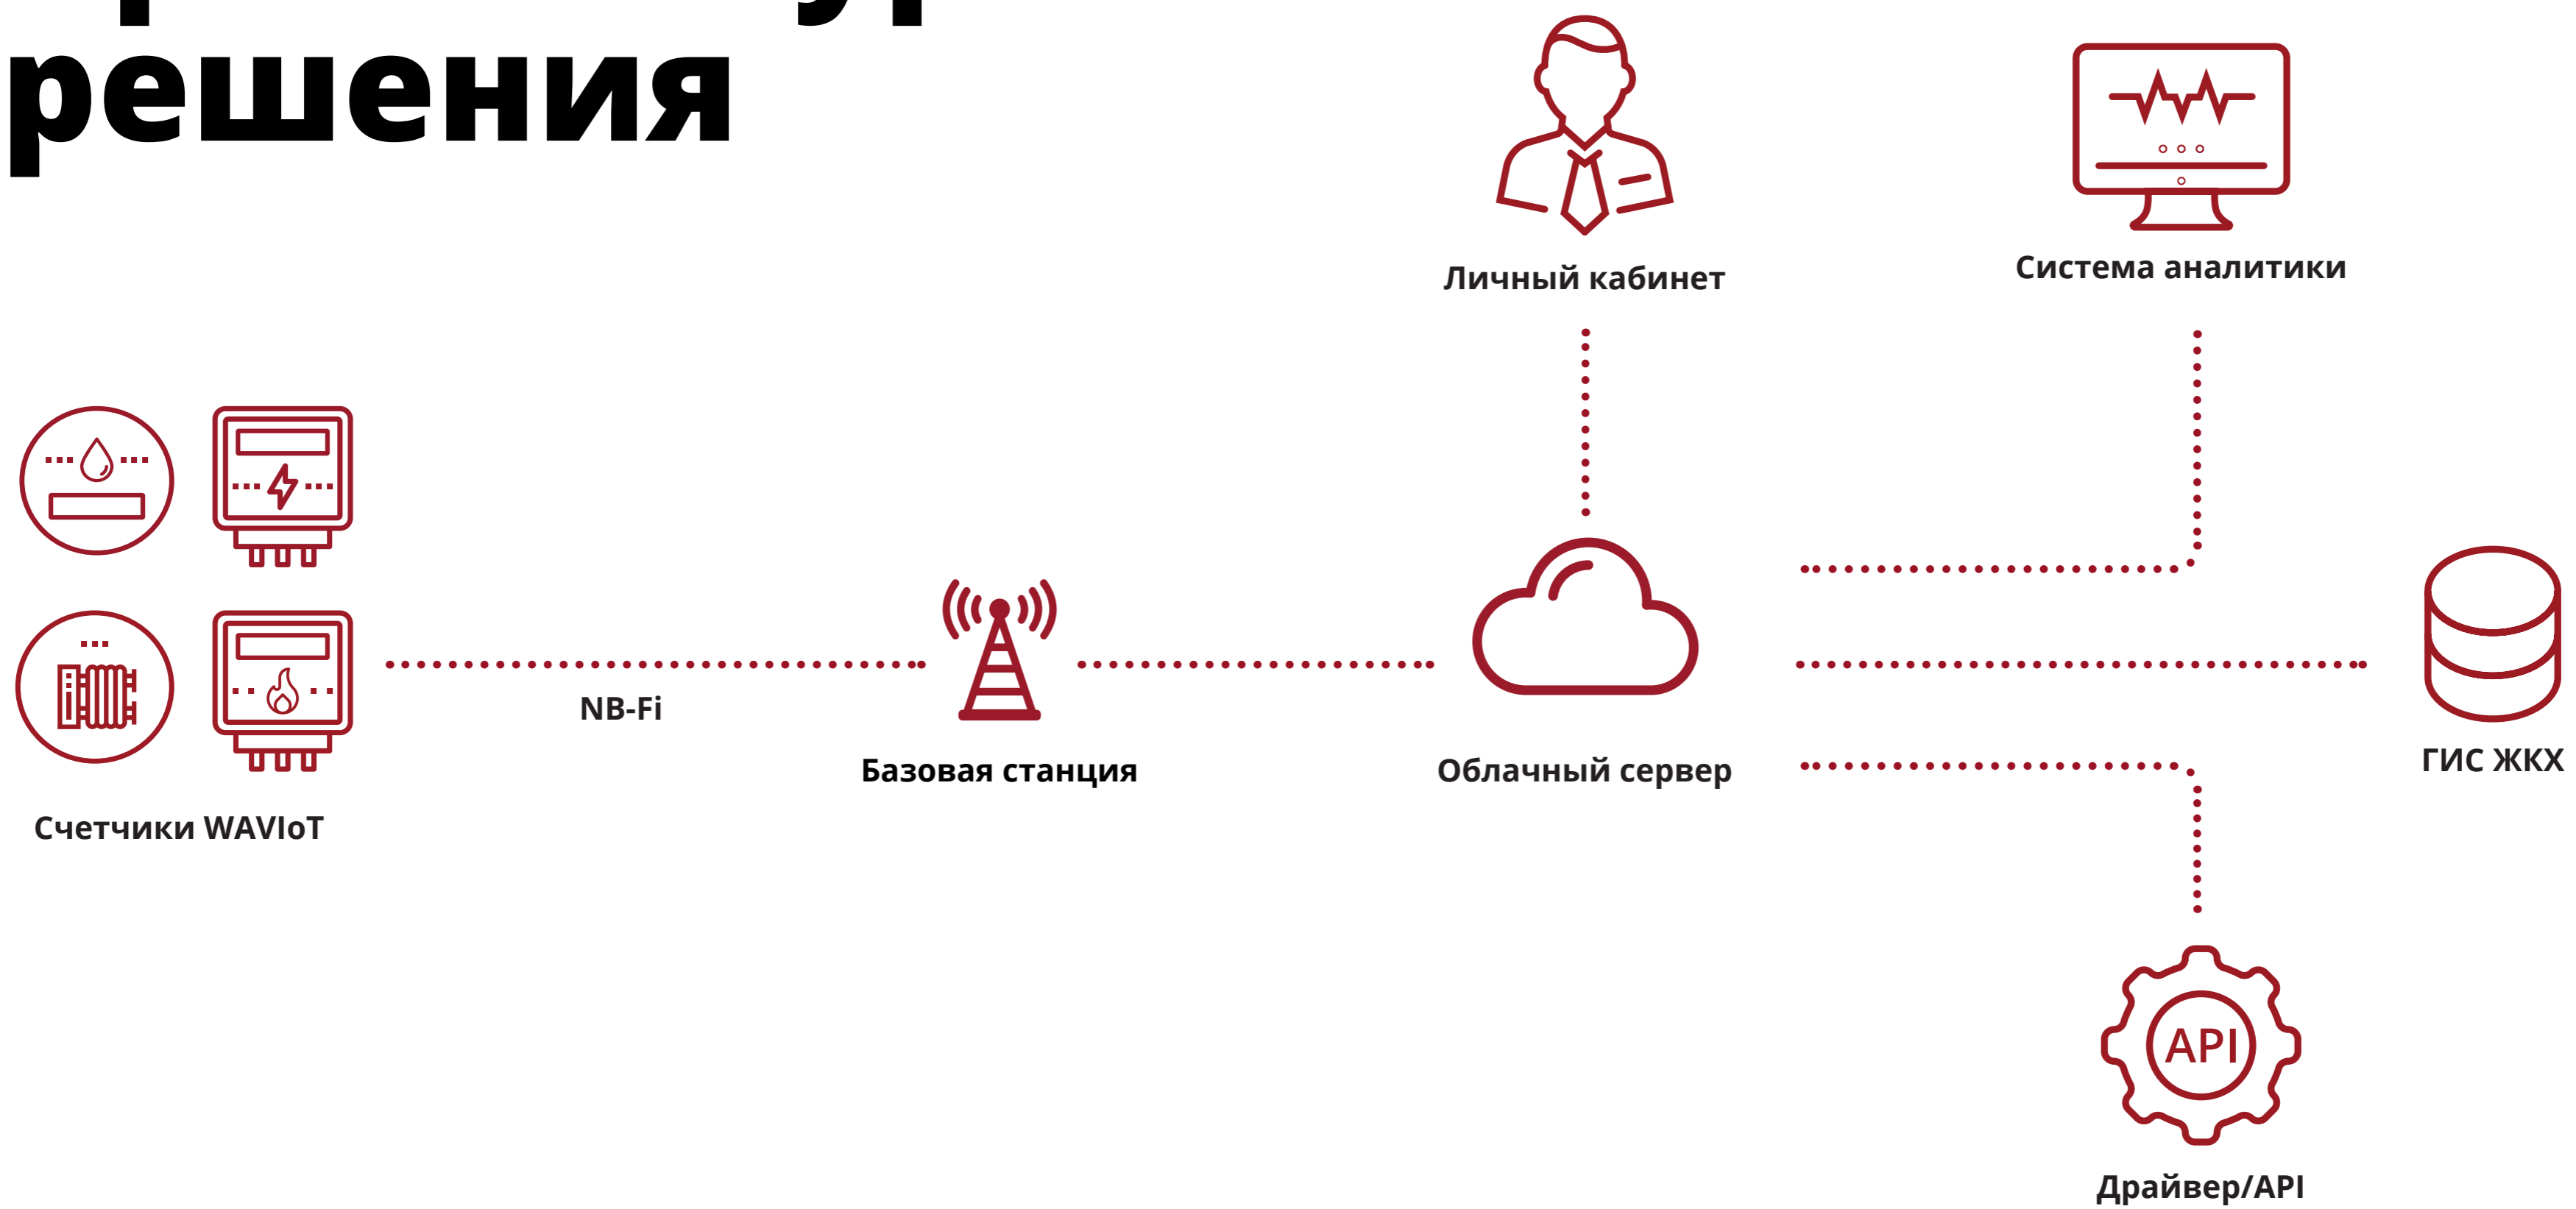 решения
Личный кабинет
Система аналитики
NB-Fi
Базовая станция
Облачный сервер
ГИС ЖКХ
Счетчики WAVIoT
API
Драйвер/API